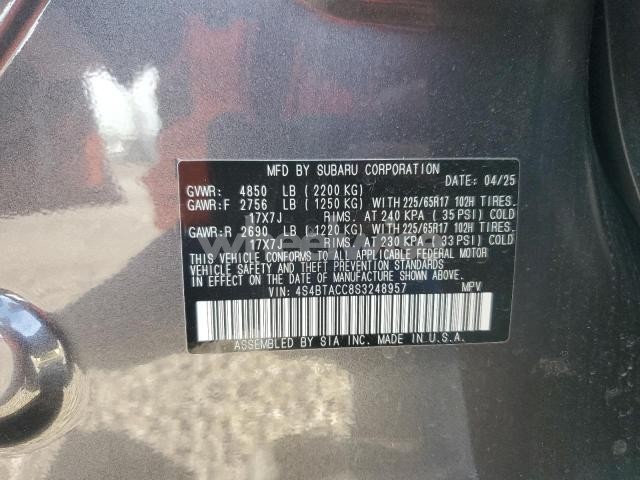 MFD BY SUBARU CORPORATION
DATE: 04/25
GVWR: 4850 LB (2200 KG)
GAWR:F 2756 LB (1250 KG) WITH 225/65R17 102H TIRES.
17X7J RIMS. AT 240 KPA (35 PSI) COLD
GAWR:R 2690 LB (1220 KG) WITH 225/65R17 102H TIRES.
17X7J RIMS. AT 230 KPA (33 PSI) COLD
THIS VEHICLE CONFORMS TO ALL APPLICABLE FEDERAL MOTOR
VEHICLE SAFETY, BUMPER, AND THEFT PREVENTION STANDARDS
IN EFFECT ON THE DATE OF MANUFACTURE SHOWN ABOVE.
VIN: 4S4BTACC8S3248957 MPV
ASSEMBLED BY SIA INC. MADE IN U.S.A.